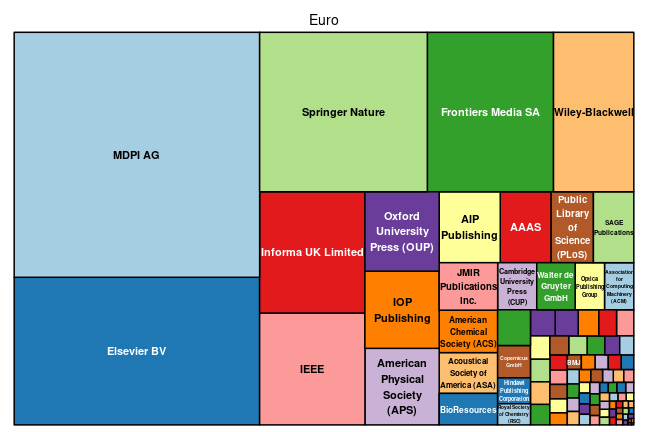 Euro
MDPI AG
Elsevier BV
Springer Nature
Frontiers Media SA
Wiley-Blackwell
Informa UK Limited
IEEE
Oxford
University
Press (OUP)
IOP
Publishing
American
Physical
Society
(APS)
AIP
Publishing
AAAS
Public
Library
of
Science
(PLoS)
SAGE
Publications
JMIR
Publications
Inc.
Cambridge
University
Press
(CUP)
Walter de
Gruyter
GmbH
Optica
Publishing
Group
Association
for
Computing
Machinery
(ACM)
American
Chemical
Society (ACS)
Acoustical
Society of
America (ASA)
BioResources
Copernicus
GmbH
Hindawi
Publishing
Corporation
Royal Society
of Chemistry
(RSC)
BMJ